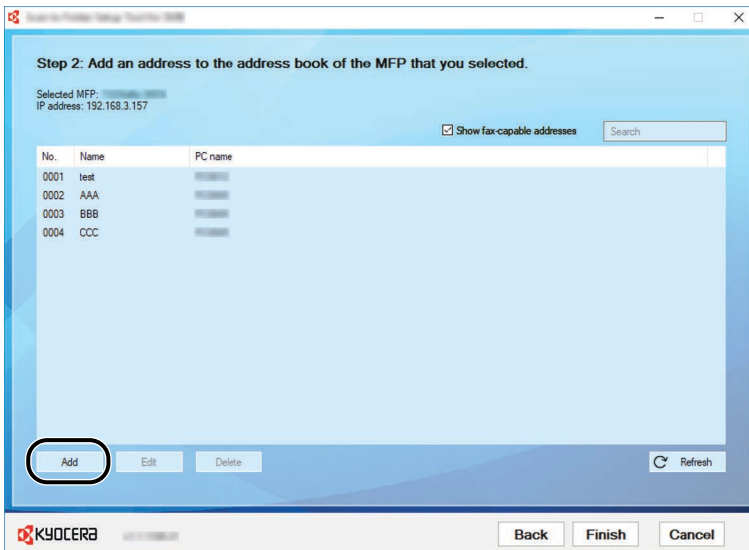 Step 2: Add an address to the address book of the MFP that you selected.
Selected MFP:
IP address: 192.168.3.157
Show fax-capable addresses Search
No. Name PC name
0001 test
0002 AAA
0003 BBB
0004 CCC
Add Edit Delete Refresh
KYOCERA Back Finish Cancel